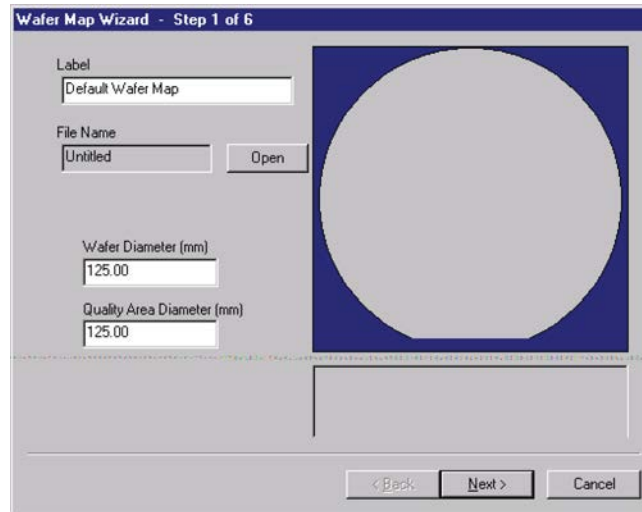 Wafer Map Wizard - Step 1 of 6
Label
Default Wafer Map
File Name
Untitled
Open
Wafer Diameter (mm)
125.00
Quality Area Diameter (mm)
125.00
< Back
Next >
Cancel